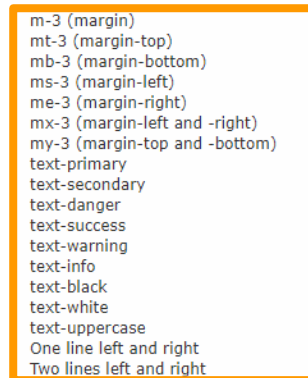 m-3 (margin)
mt-3 (margin-top)
mb-3 (margin-bottom)
ms-3 (margin-left)
me-3 (margin-right)
mx-3 (margin-left and -right)
my-3 (margin-top and -bottom)
text-primary
text-secondary
text-danger
text-success
text-warning
text-info
text-black
text-white
text-uppercase
One line left and right
Two lines left and right